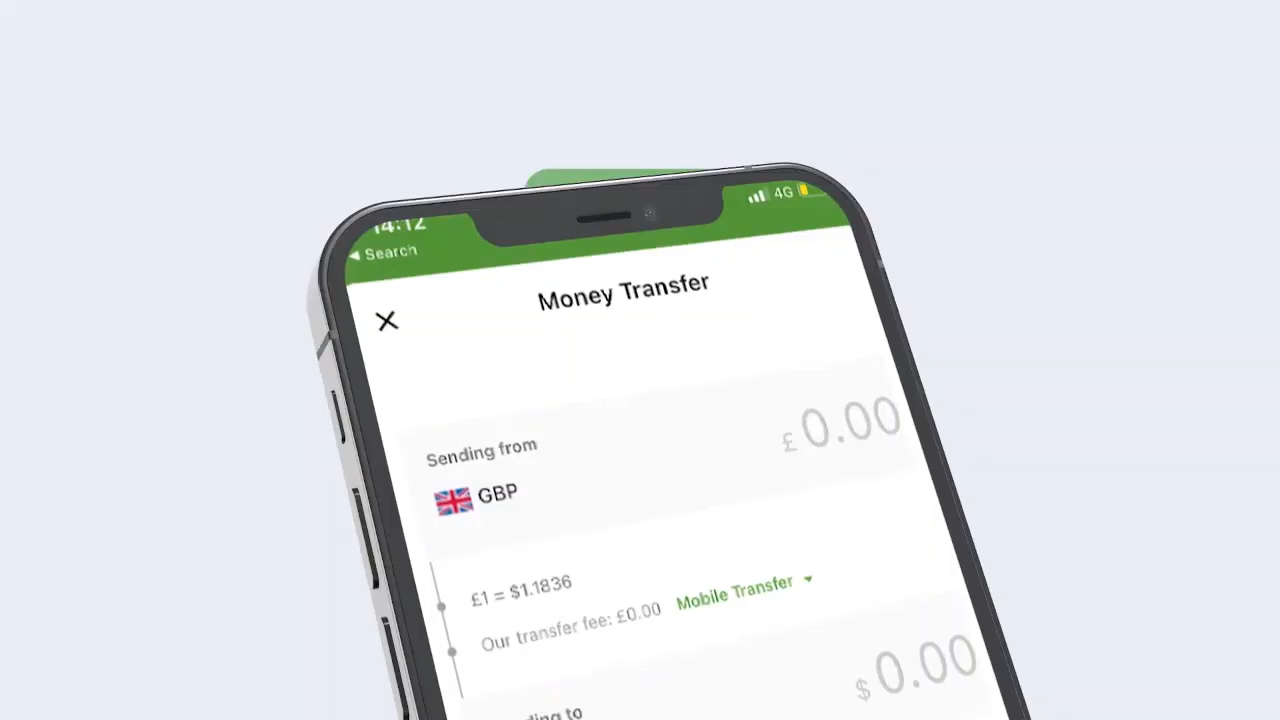 14:12
4G
◀ Search
Money Transfer
Sending from
£ 0.00
GBP
£1 = $1.1836
Our transfer fee: £0.00 Mobile Transfer
$ 0.00
to